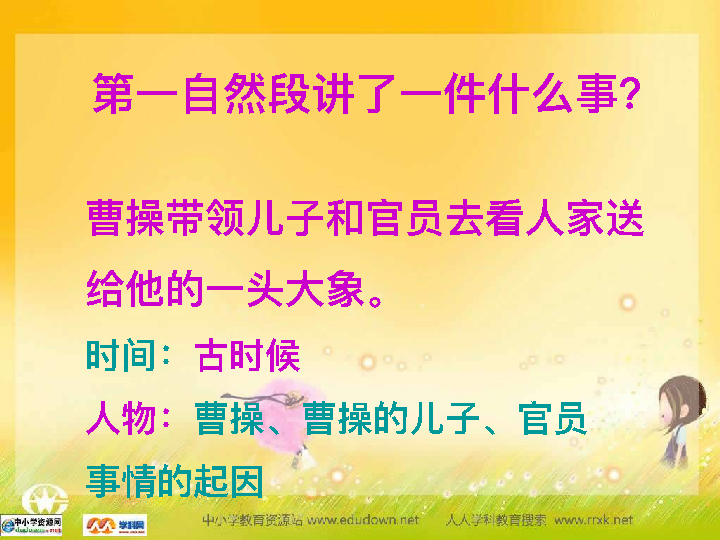 第一自然段讲了一件什么事?
曹操带领儿子和官员去看人家送
给他的一头大象。
时间：古时候
人物：曹操、曹操的儿子、官员
事情的起因
中小学资源网 学科网 中小学教育资源站 www.edudown.net 人人学科教育搜索 www.rrxk.net